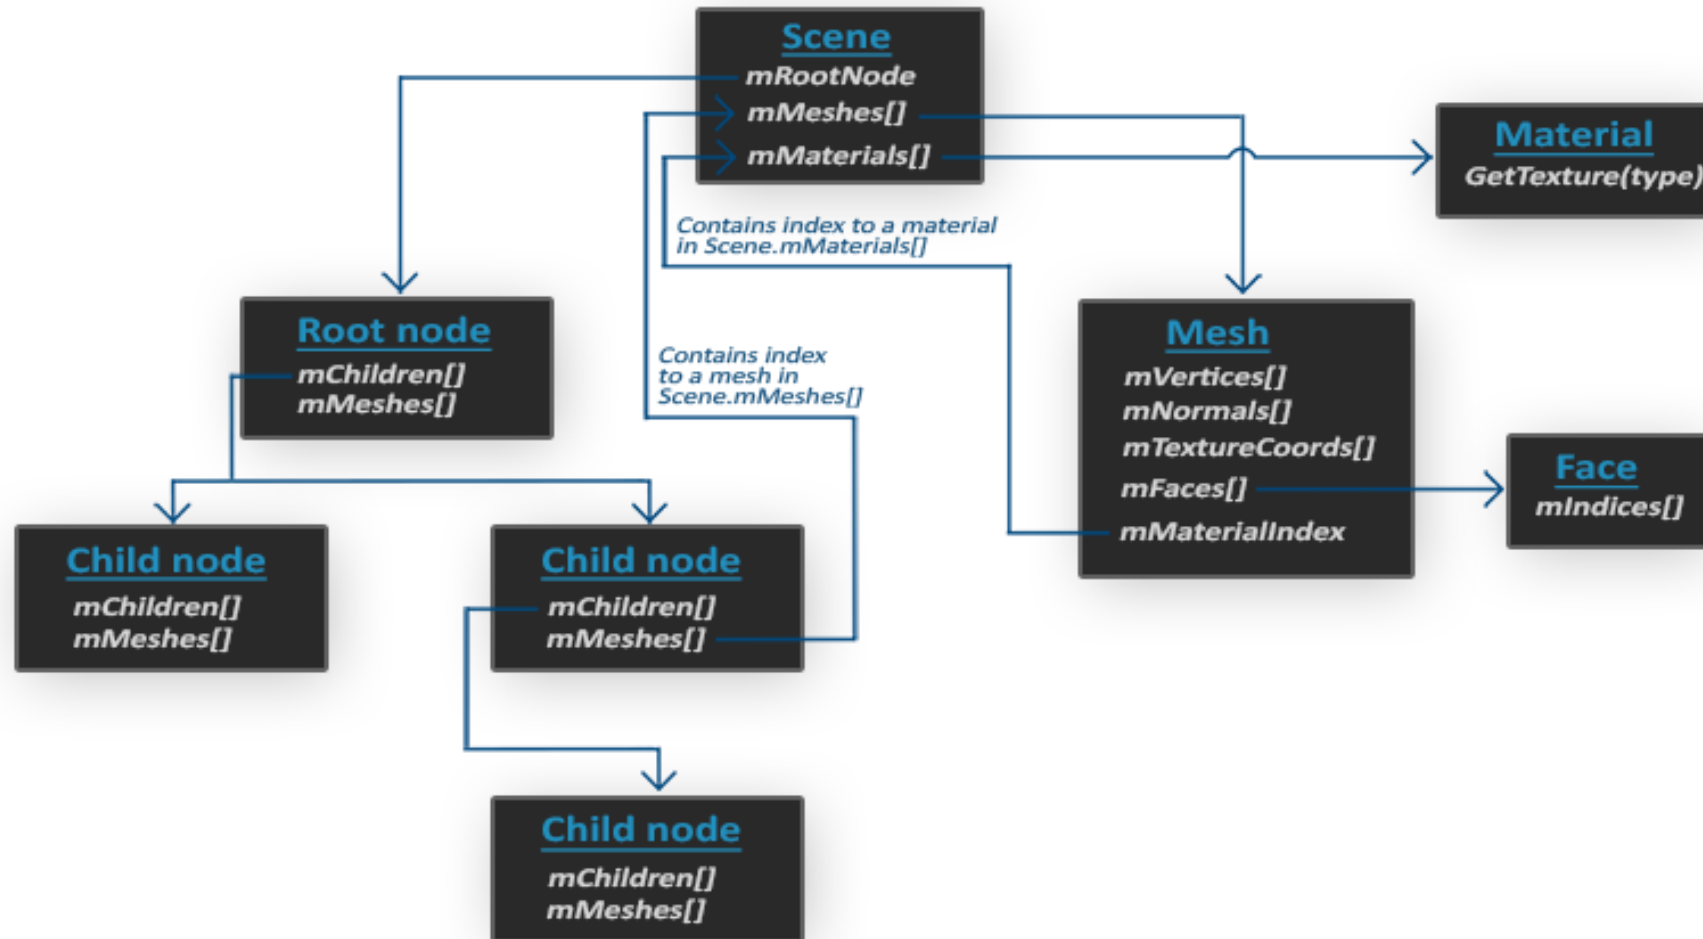 Scene
mRootNode
mMeshes[]
mMaterials[]
Material
GetTexture(type)
Contains index to a material
in Scene.mMaterials[]
Root node
mChildren[]
mMeshes[]
Contains index
to a mesh in
Scene.mMeshes[]
Mesh
mVertices[]
mNormals[]
mTextureCoords[]
mFaces[]
mMaterialIndex
Face
mIndices[]
Child node
mChildren[]
mMeshes[]
Child node
mChildren[]
mMeshes[]
Child node
mChildren[]
mMeshes[]